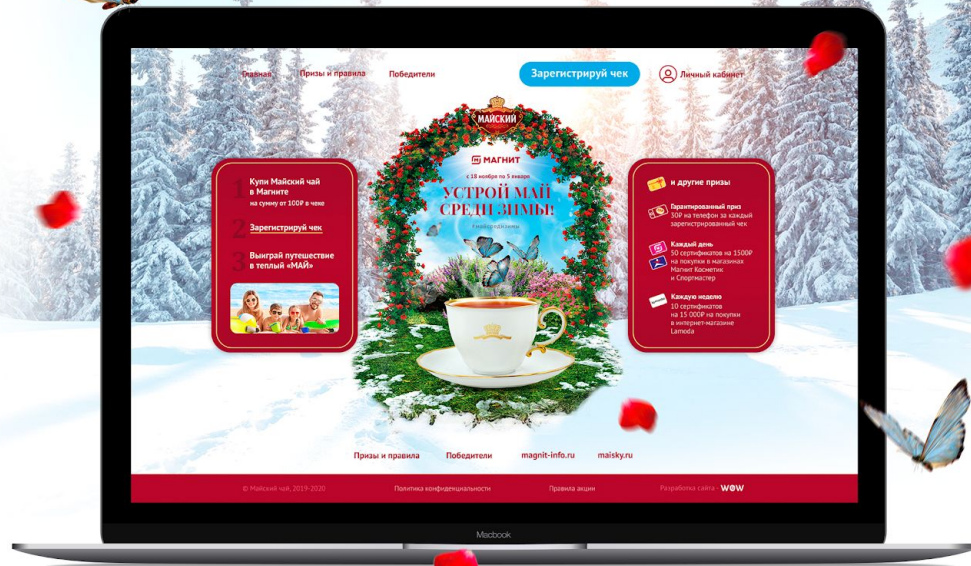 Главная Призы и правила Победители Зарегистрируй чек Личный кабинет
МАЙСКИЙ
МАГНИТ
с 18 ноября по 5 января
УСТРОЙ МАЙ
СРЕДИ ЗИМЫ!
#майсредизимы
1 Купи Майский чай
в Магните
на сумму от 100₽ в чеке
2 Зарегистрируй чек
3 Выиграй путешествие
в теплый «МАЙ»
и другие призы
Гарантированный приз
30₽ на телефон за каждый
зарегистрированный чек
Каждый день
50 сертификатов на 1500₽
на покупки в магазинах
Магнит Косметик
и Спортмастер
Каждую неделю
10 сертификатов
на 15 000₽ на покупки
в интернет-магазине
Lamoda
Призы и правила Победители magnit-info.ru maisky.ru
© Майский чай, 2019-2020 Политика конфиденциальности Правила акции Разработка сайта - WOW
Macbook